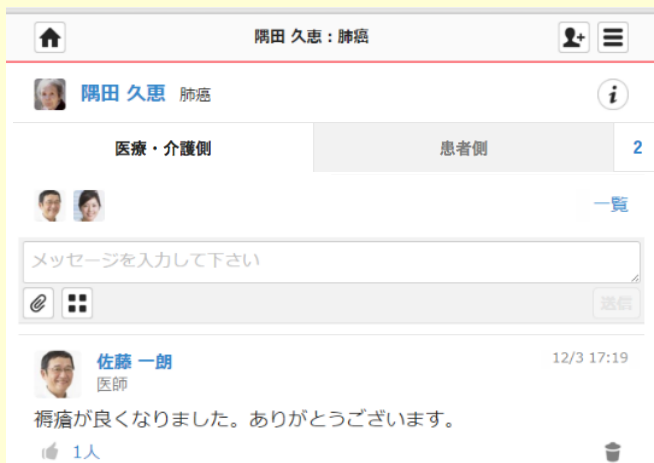 隅田 久恵：肺癌
隅田 久恵 肺癌
医療・介護側 患者側 2
一覧
メッセージを入力して下さい
送信
佐藤 一朗 12/3 17:19
医師
褥瘡が良くなりました。ありがとうございます。
1人